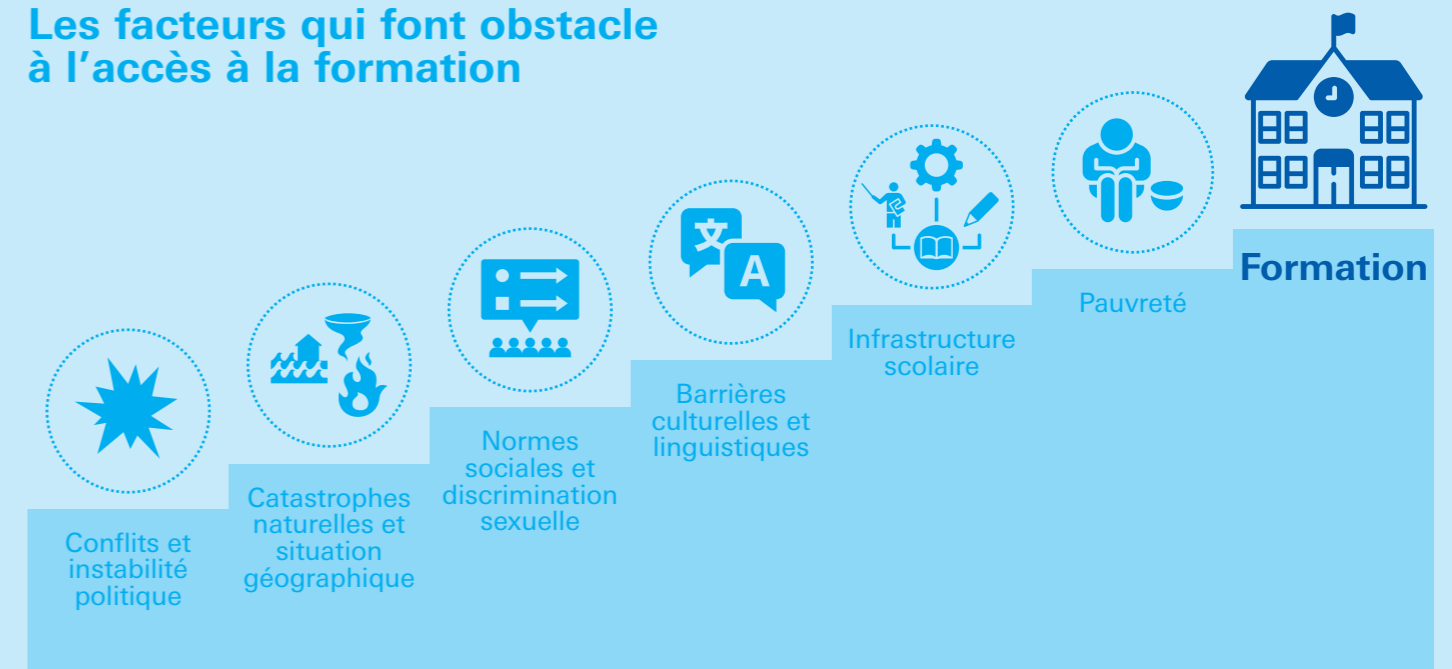 Les facteurs qui font obstacle
à l’accès à la formation
Conflits et
instabilité
politique
Catastrophes
naturelles et
situation
géographique
Normes
sociales et
discrimination
sexuelle
文
A
Barrières
culturelles et
linguistiques
Infrastructure
scolaire
Pauvreté
Formation